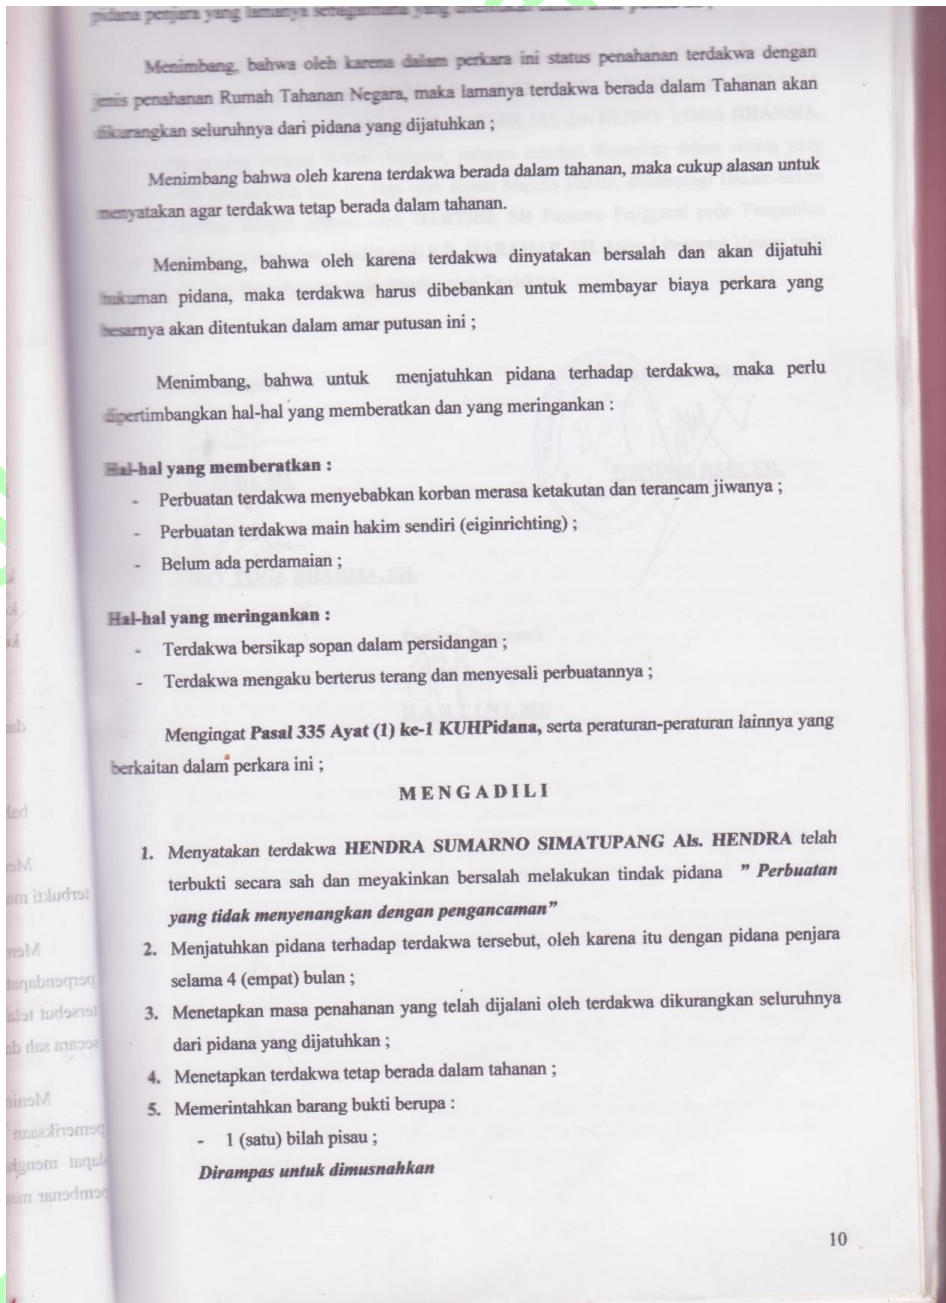 pidana penjara yang lamanya sebagaimana yang ditentukan dalam amar putusan ini ;
Menimbang, bahwa oleh karena dalam perkara ini status penahanan terdakwa dengan
jenis penahanan Rumah Tahanan Negara, maka lamanya terdakwa berada dalam Tahanan akan
dikurangkan seluruhnya dari pidana yang dijatuhkan ;
Menimbang bahwa oleh karena terdakwa berada dalam tahanan, maka cukup alasan untuk
menyatakan agar terdakwa tetap berada dalam tahanan.
Menimbang, bahwa oleh karena terdakwa dinyatakan bersalah dan akan dijatuhi
hukuman pidana, maka terdakwa harus dibebankan untuk membayar biaya perkara yang
besarnya akan ditentukan dalam amar putusan ini ;
Menimbang, bahwa untuk menjatuhkan pidana terhadap terdakwa, maka perlu
dipertimbangkan hal-hal yang memberatkan dan yang meringankan :
Hal-hal yang memberatkan :
- Perbuatan terdakwa menyebabkan korban merasa ketakutan dan terancam jiwanya ;
- Perbuatan terdakwa main hakim sendiri (eiginrichting) ;
- Belum ada perdamaian ;
Hal-hal yang meringankan :
- Terdakwa bersikap sopan dalam persidangan ;
- Terdakwa mengaku berterus terang dan menyesali perbuatannya ;
Mengingat Pasal 335 Ayat (1) ke-1 KUHPidana, serta peraturan-peraturan lainnya yang
berkaitan dalam perkara ini ;
MENGADILI
1. Menyatakan terdakwa HENDRA SUMARNO SIMATUPANG Als. HENDRA telah
terbukti secara sah dan meyakinkan bersalah melakukan tindak pidana ” Perbuatan
yang tidak menyenangkan dengan pengancaman”
2. Menjatuhkan pidana terhadap terdakwa tersebut, oleh karena itu dengan pidana penjara
selama 4 (empat) bulan ;
3. Menetapkan masa penahanan yang telah dijalani oleh terdakwa dikurangkan seluruhnya
dari pidana yang dijatuhkan ;
4. Menetapkan terdakwa tetap berada dalam tahanan ;
5. Memerintahkan barang bukti berupa :
- 1 (satu) bilah pisau ;
Dirampas untuk dimusnahkan
10